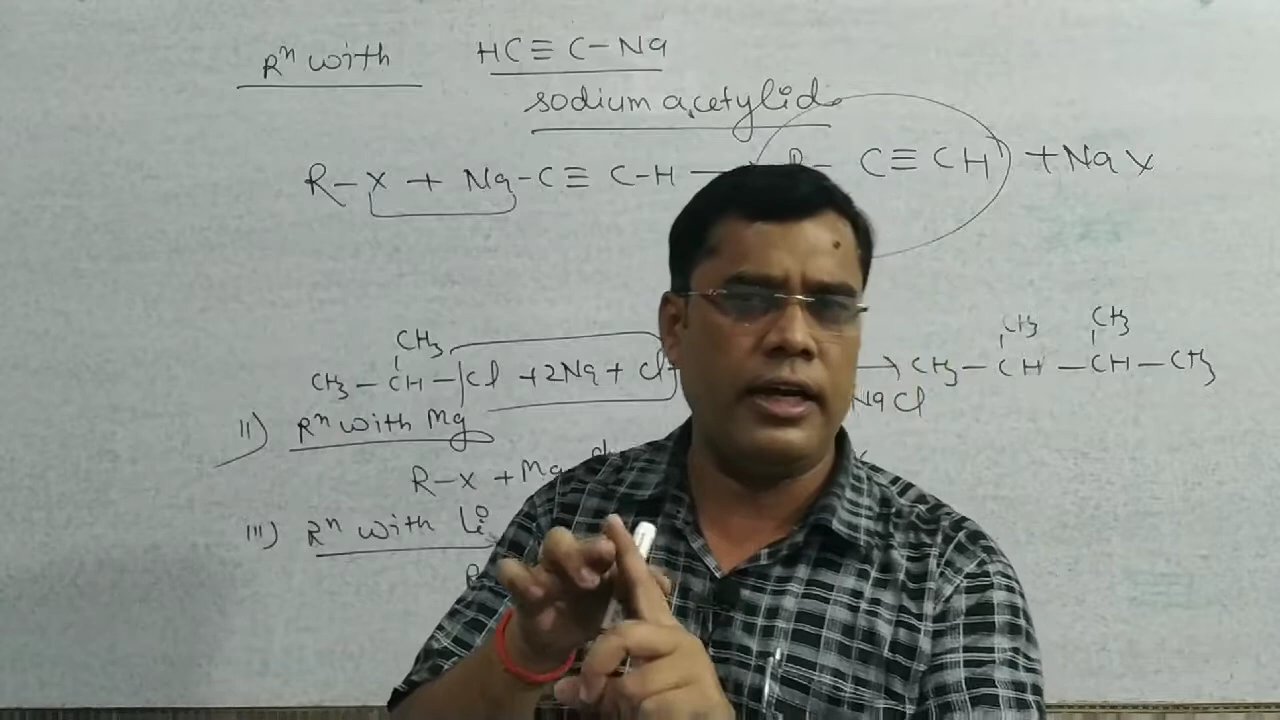 Rⁿ with HC≡C-Na
sodium acetylide
R-X + Na-C≡C-H → R-C≡CH + NaX
CH₃ CH₃ CH₃
CH₃-CH-Cl + 2Na + Cl → CH₃-CH-CH-CH₃
NaCl
II) Rⁿ with Mg
R-X + Mg
III) Rⁿ with Li